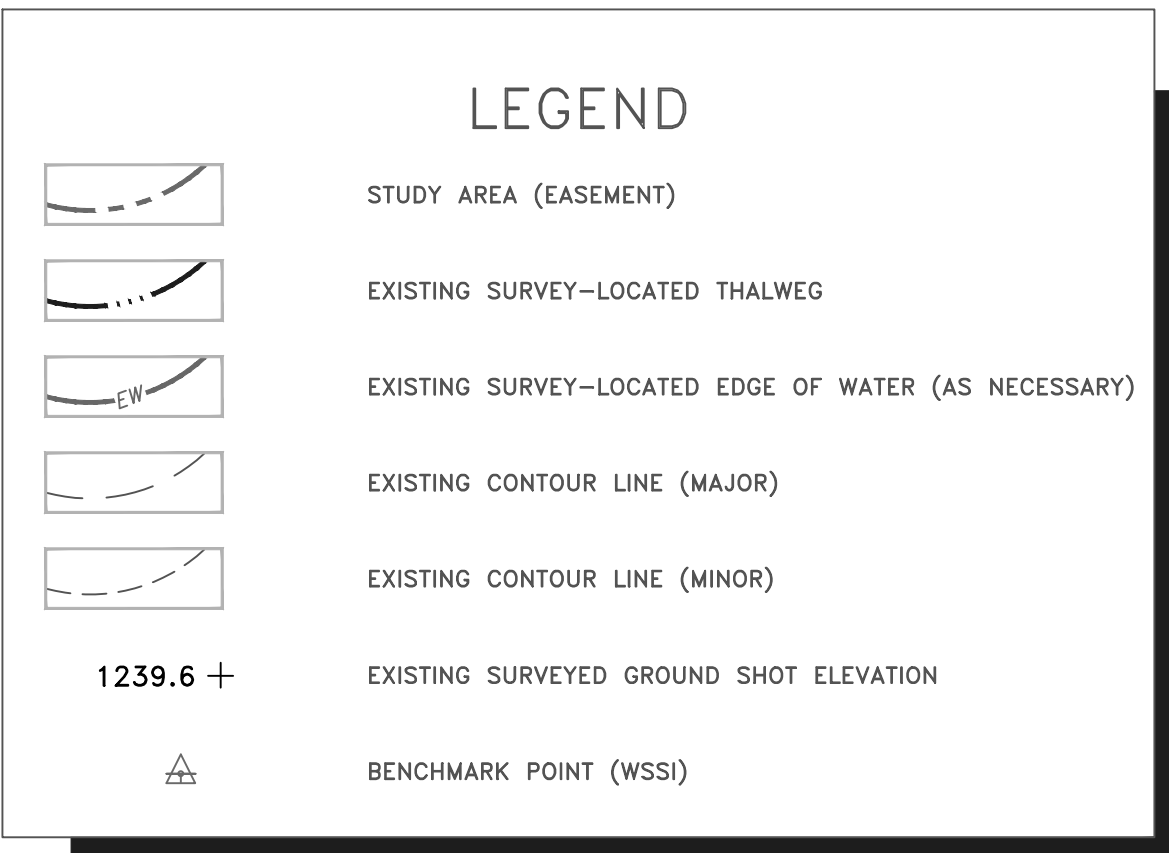 LEGEND
STUDY AREA (EASEMENT)
EXISTING SURVEY-LOCATED THALWEG
EW
EXISTING SURVEY-LOCATED EDGE OF WATER (AS NECESSARY)
EXISTING CONTOUR LINE (MAJOR)
EXISTING CONTOUR LINE (MINOR)
1239.6 EXISTING SURVEYED GROUND SHOT ELEVATION
BENCHMARK POINT (WSSI)